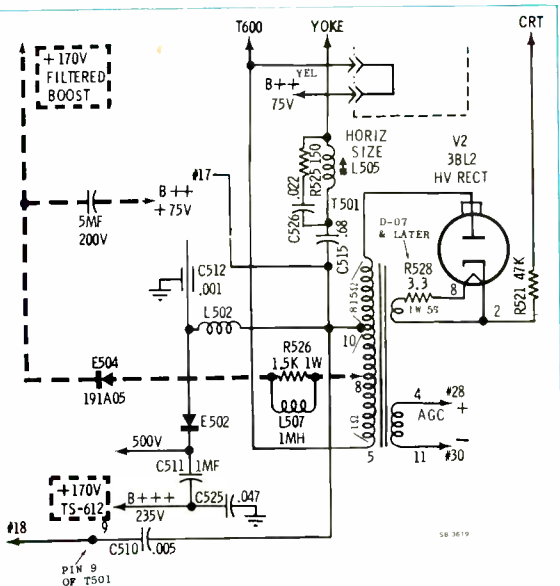 T600
YOKE
CRT
+170V
FILTERED
BOOST
YEL
B++
75V
HORIZ
SIZE
L505
R525 150
.022
C526
V2
3BL2
HV RECT
#17
B++
+75V
5MF
200V
T501
C515 .68
D-07
& LATER
R528
3.3
1W 5%
8
2
R521 47K
C512
.001
L502
815Ω
10
R526
1.5K 1W
8
L507
1MH
1Ω
5
E504
191A05
E502
4
#28
+
AGC
−
11
#30
500V
C511
1MF
+170V
TS-612
B+++
235V
C525
.047
#18
9
C510
.005
PIN 9
OF T501
SB 3619